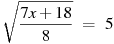 √((7x + 18)/8) = 5